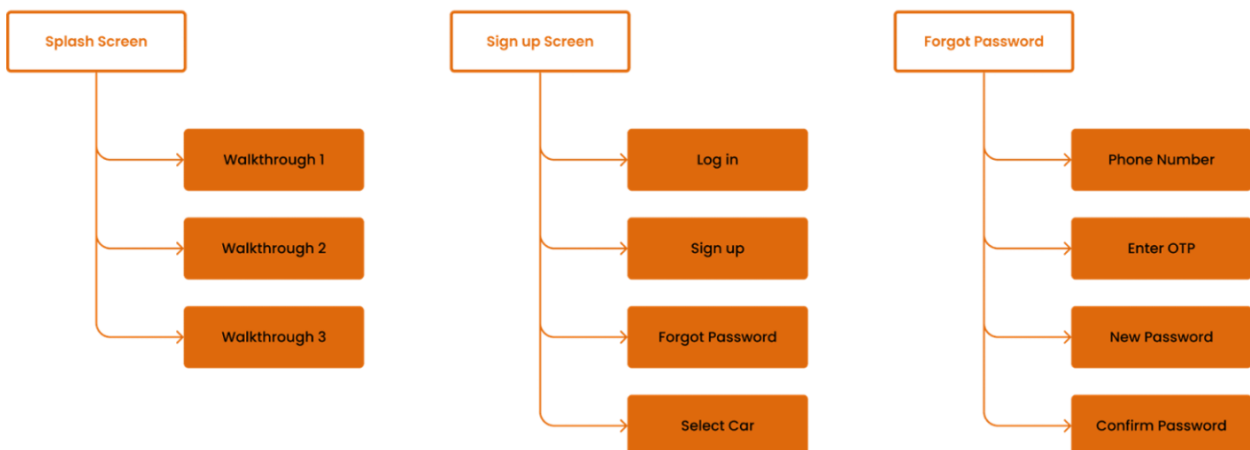 Splash Screen
Walkthrough 1
Walkthrough 2
Walkthrough 3
Sign up Screen
Log in
Sign up
Forgot Password
Select Car
Forgot Password
Phone Number
Enter OTP
New Password
Confirm Password